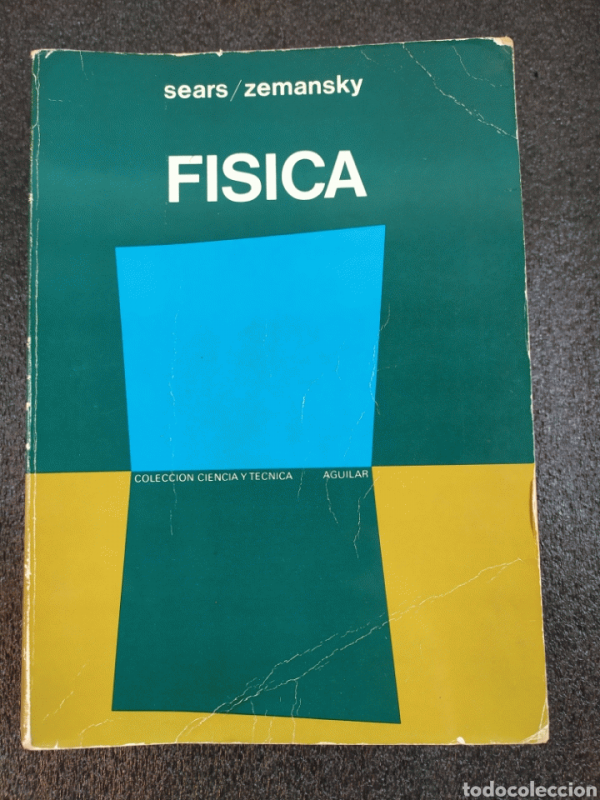 sears/zemansky
FISICA
COLECCION CIENCIA Y TECNICA AGUILAR
todocoleccion